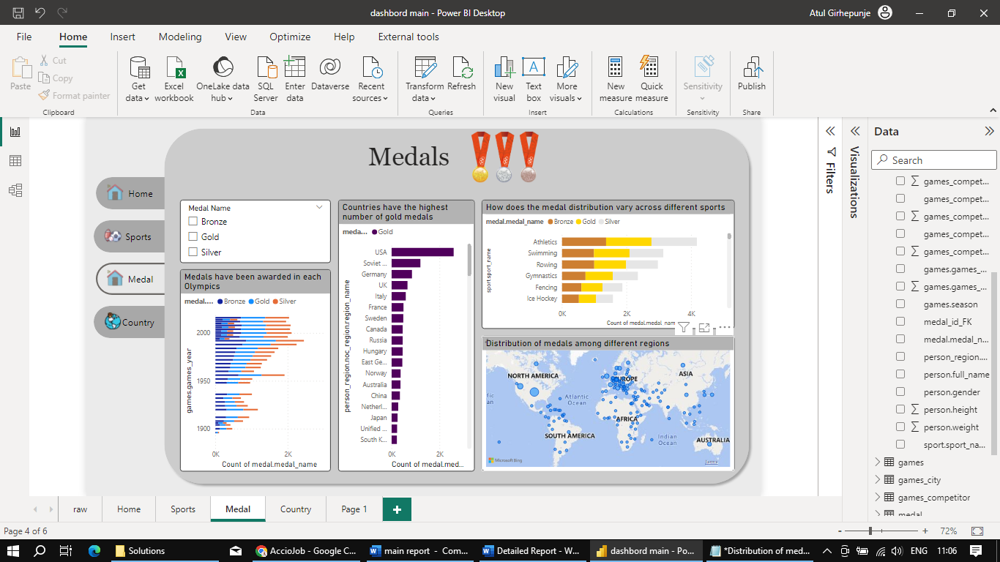 dashbord main - Power BI Desktop
Atul Girhepunje
File Home Insert Modeling View Optimize Help External tools
Paste
Cut
Copy
Format painter
Clipboard
Get data
Excel workbook
OneLake data hub
SQL Server
Enter data
Dataverse
Recent sources
Data
Transform data
Refresh
Queries
New visual
Text box
More visuals
Insert
New measure
Quick measure
Calculations
Sensitivity
Sensitivity
Publish
Share
Medals
Home
Sports
Medal
Country
Medal Name
Bronze
Gold
Silver
Medals have been awarded in each
Olympics
medal.... Bronze Gold Silver
games.games_year
2000
1950
1900
0K 2K
Count of medal.medal_name
Countries have the highest
number of gold medals
meda... Gold
person_region.noc_region.region_name
USA
Soviet ...
Germany
UK
Italy
France
Sweden
Canada
Russia
Hungary
East Ge...
Norway
Australia
China
Netherl...
Japan
Unified ...
South K...
0K 2K
Count of medal.med...
How does the medal distribution vary across different sports
medal.medal_name Bronze Gold Silver
sport.sport_name
Athletics
Swimming
Rowing
Gymnastics
Fencing
Ice Hockey
0K 2K 4K
Count of medal.medal_nam
Distribution of medals among different regions
NORTH AMERICA
EUROPE
ASIA
fic
an
Atlantic
Ocean
AFRICA
SOUTH AMERICA
Indian
Ocean
AUSTRALIA
Microsoft Bing
Terms
Filters
Visualizations
Data
Search
games_compet...
games_compet...
games_compet...
games_compet...
games_compet...
games.games_...
games.games_...
games.season
medal_id_FK
medal.medal_n...
person_region....
person.full_name
person.gender
person.height
person.weight
sport.sport_na...
games
games_city
games_competitor
medal
raw Home Sports Medal Country Page 1
Page 4 of 6
72%
Solutions
AccioJob - Google C...
main report - Com...
Detailed Report - W...
dashbord main - Po...
*Distribution of med...
ENG
11:06